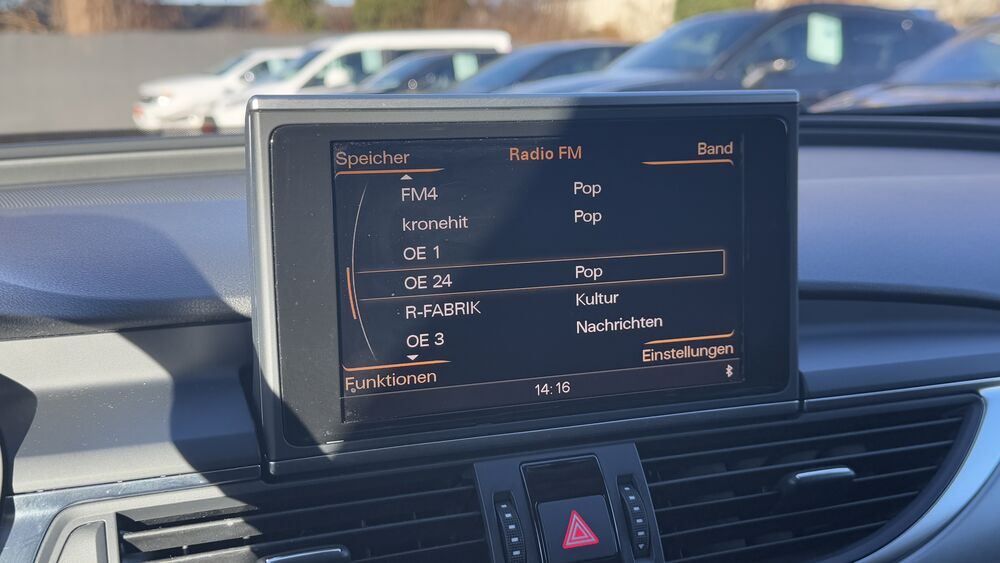 Speicher Radio FM Band
FM4 Pop
kronehit Pop
OE 1
OE 24 Pop
R-FABRIK Kultur
OE 3 Nachrichten
Funktionen 14:16 Einstellungen